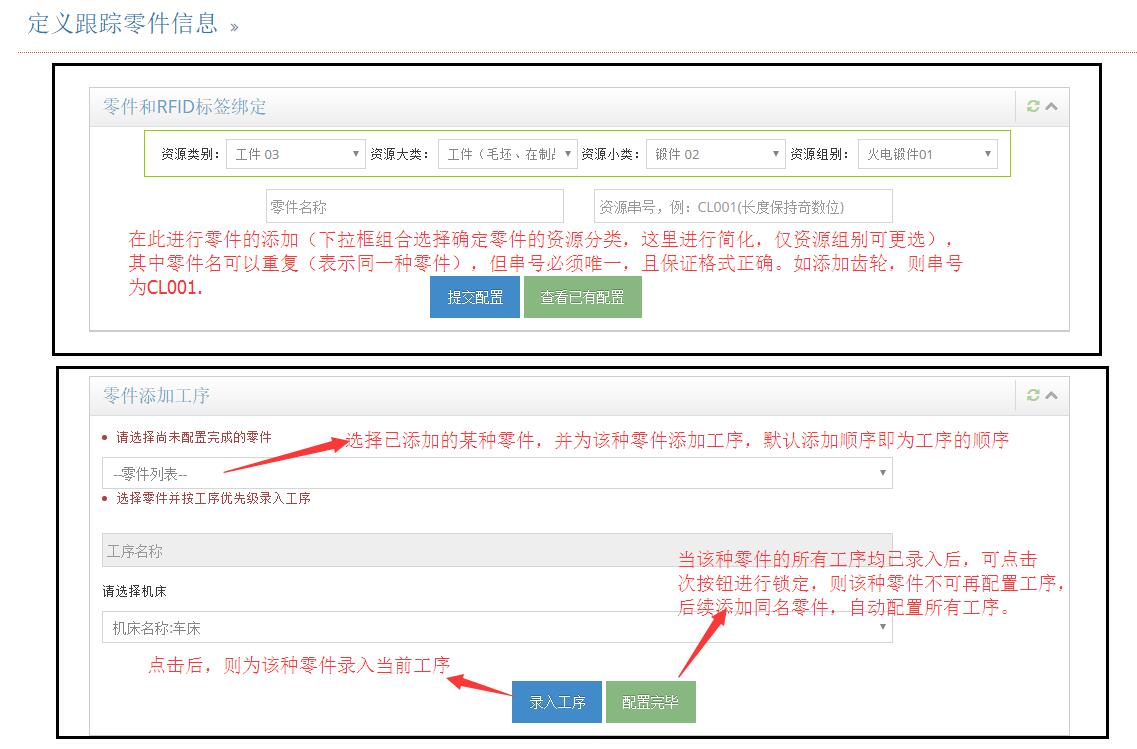 定义跟踪零件信息 »
零件和RFID标签绑定
资源类别： 工件 03 资源大类： 工件（毛坯、在制品 资源小类： 锻件 02 资源组别： 火电锻件01
零件名称 资源串号，例：CL001(长度保持奇数位)
在此进行零件的添加（下拉框组合选择确定零件的资源分类，这里进行简化，仅资源组别可更选），
其中零件名可以重复（表示同一种零件），但串号必须唯一，且保证格式正确。如添加齿轮，则串号
为CL001.
提交配置 查看已有配置
零件添加工序
请选择尚未配置完成的零件
选择已添加的某种零件，并为该种零件添加工序，默认添加顺序即为工序的顺序
--零件列表--
选择零件并按工序优先级录入工序
工序名称
当该种零件的所有工序均已录入后，可点击
次按钮进行锁定，则该种零件不可再配置工序，
后续添加同名零件，自动配置所有工序。
请选择机床
机床名称:车床
点击后，则为该种零件录入当前工序
录入工序 配置完毕